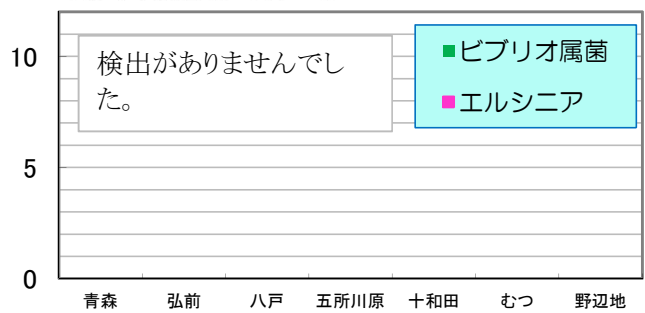 10
検出がありませんでし
た。
ビブリオ属菌
エルシニア
5
0
青森 弘前 八戸 五所川原 十和田 むつ 野辺地